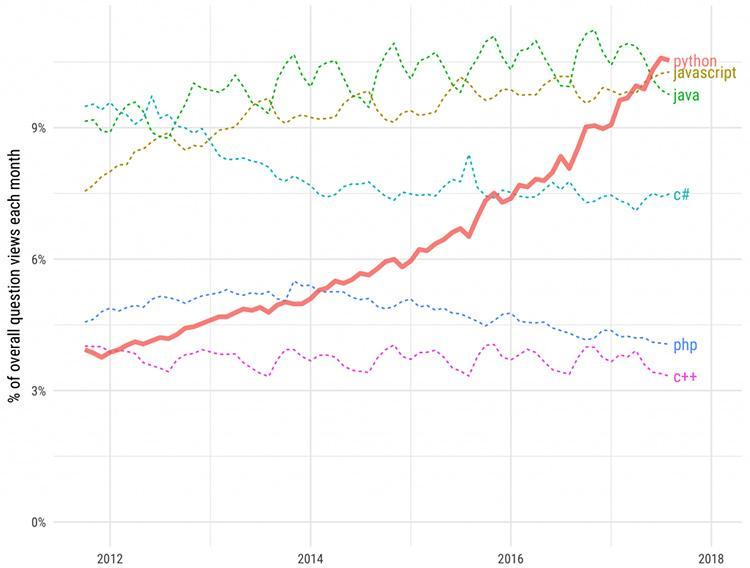 % of overall question views each month
9%
6%
3%
0%
2012
2014
2016
2018
python
javascript
java
c#
php
c++